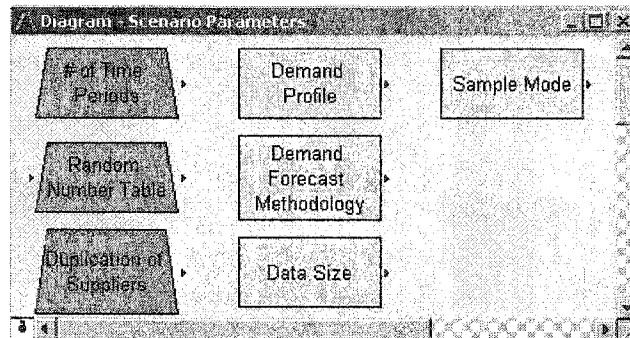 Diagram - Scenario Parameters
# of Time
Periods
Demand
Profile
Sample Mode
Random
Number Table
Demand
Forecast
Methodology
Duplication of
Suppliers
Data Size